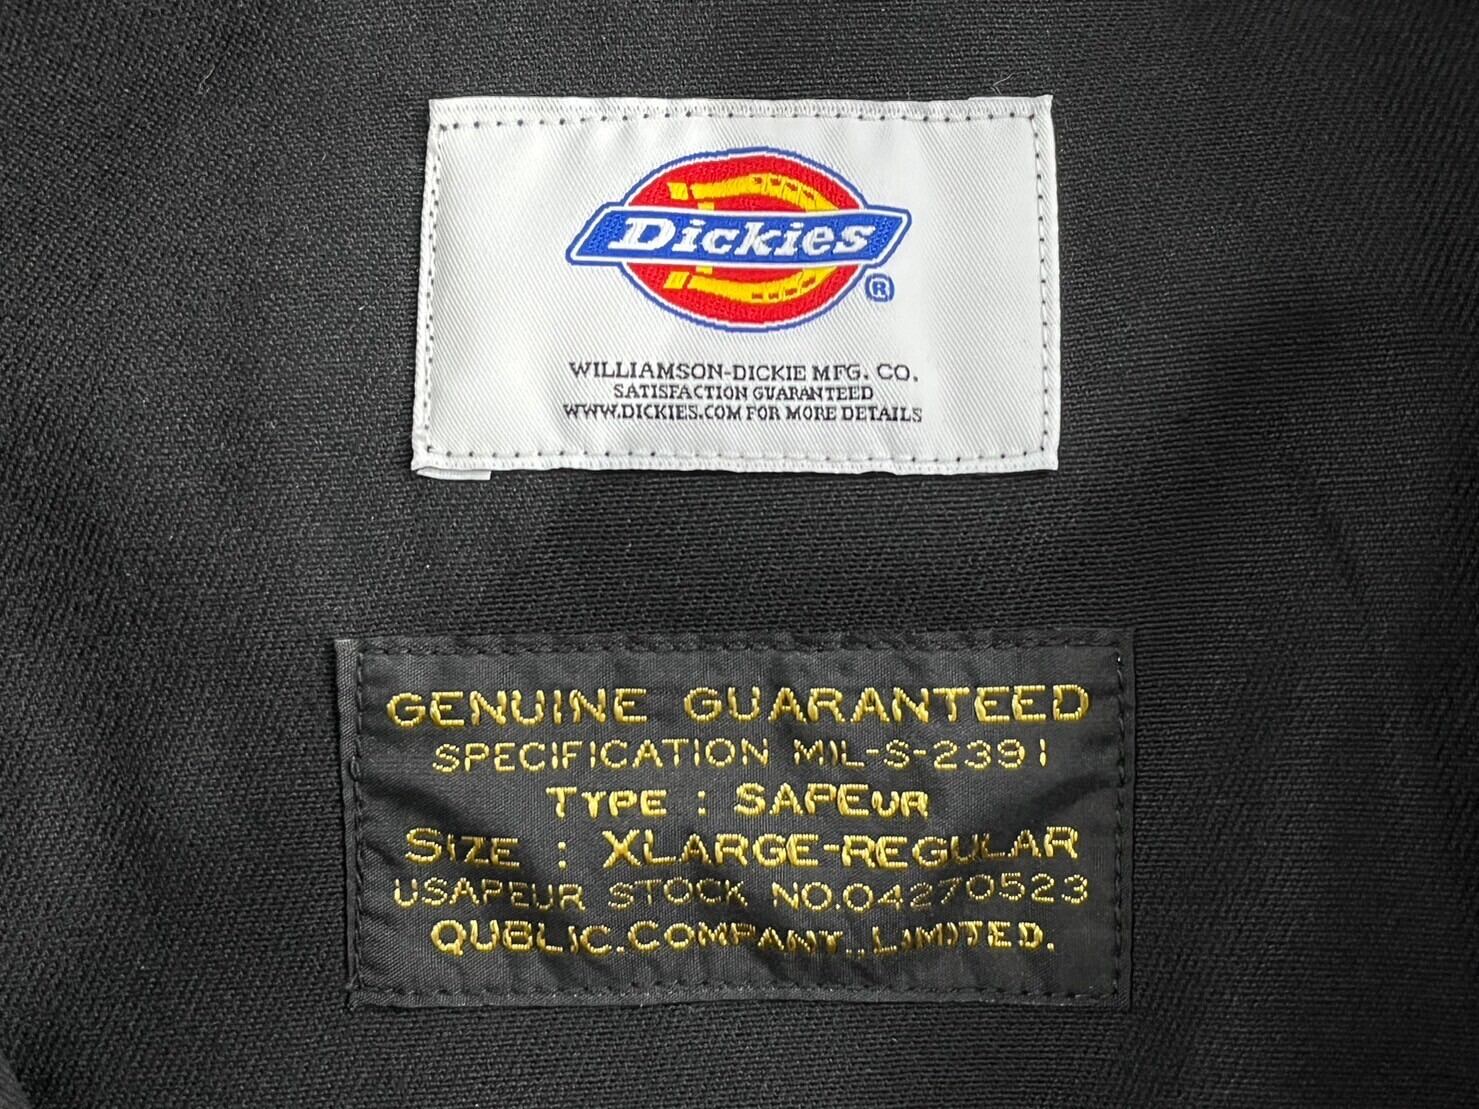 Dickies®
WILLIAMSON-DICKIE MFG. CO.
SATISFACTION GUARANTEED
WWW.DICKIES.COM FOR MORE DETAILS
GENUINE GUARANTEED
SPECIFICATION MIL-S-2391
TYPE : SAPEUR
SIZE : XLARGE-REGULAR
USAPEUR STOCK NO.04270523
QUBLIC.COMPANY.,LIMITED.